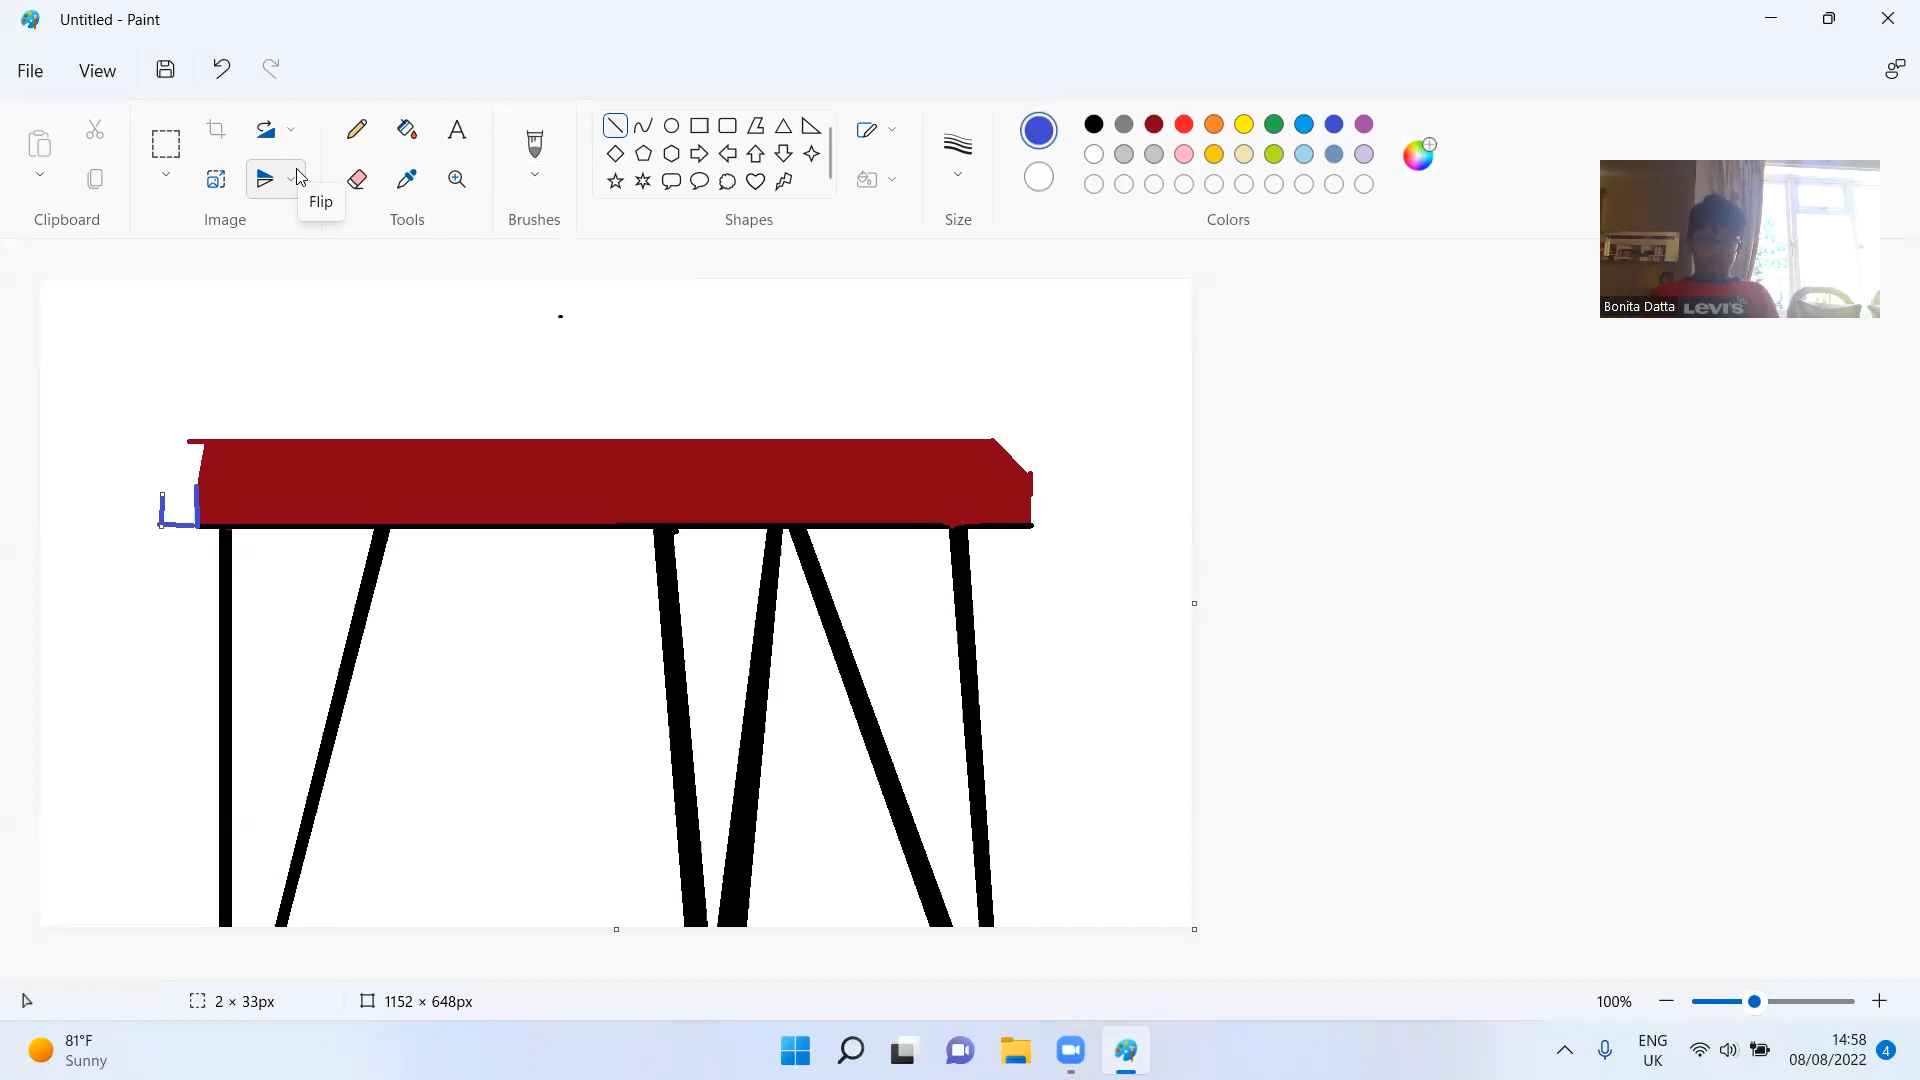 Untitled - Paint
File
View
Flip
Clipboard
Image
Tools
Brushes
Shapes
Size
Colors
Bonita Datta
LEVI'S
2 × 33px
1152 × 648px
100%
81°F
Sunny
ENG
UK
14:58
08/08/2022
4